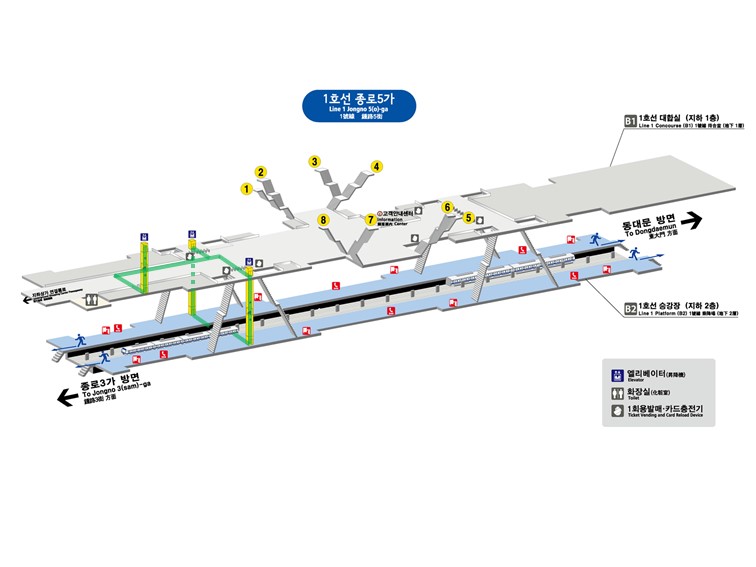 1호선 종로5가
Line 1 Jongno 5(o)-ga
1號線 鍾路5街
B1 1호선 대합실 (지하 1층)
Line 1 Concourse (B1) 1號線 待合室 (地下 1層)
1
2
3
4
8
7
6
5
고객안내센터
Information
Center
동대문 방면
To Dongdaemun
東大門 方面
지하상가 연결통로
B2 1호선 승강장 (지하 2층)
Line 1 Platform (B2) 1號線 乘降場 (地下 2層)
종로3가 방면
To Jongno 3(sam)-ga
鍾路3街 方面
엘리베이터(昇降機)
Elevator
화장실(化粧室)
Toilet
1회용발매·카드충전기
Ticket Vending and Card Reload Device